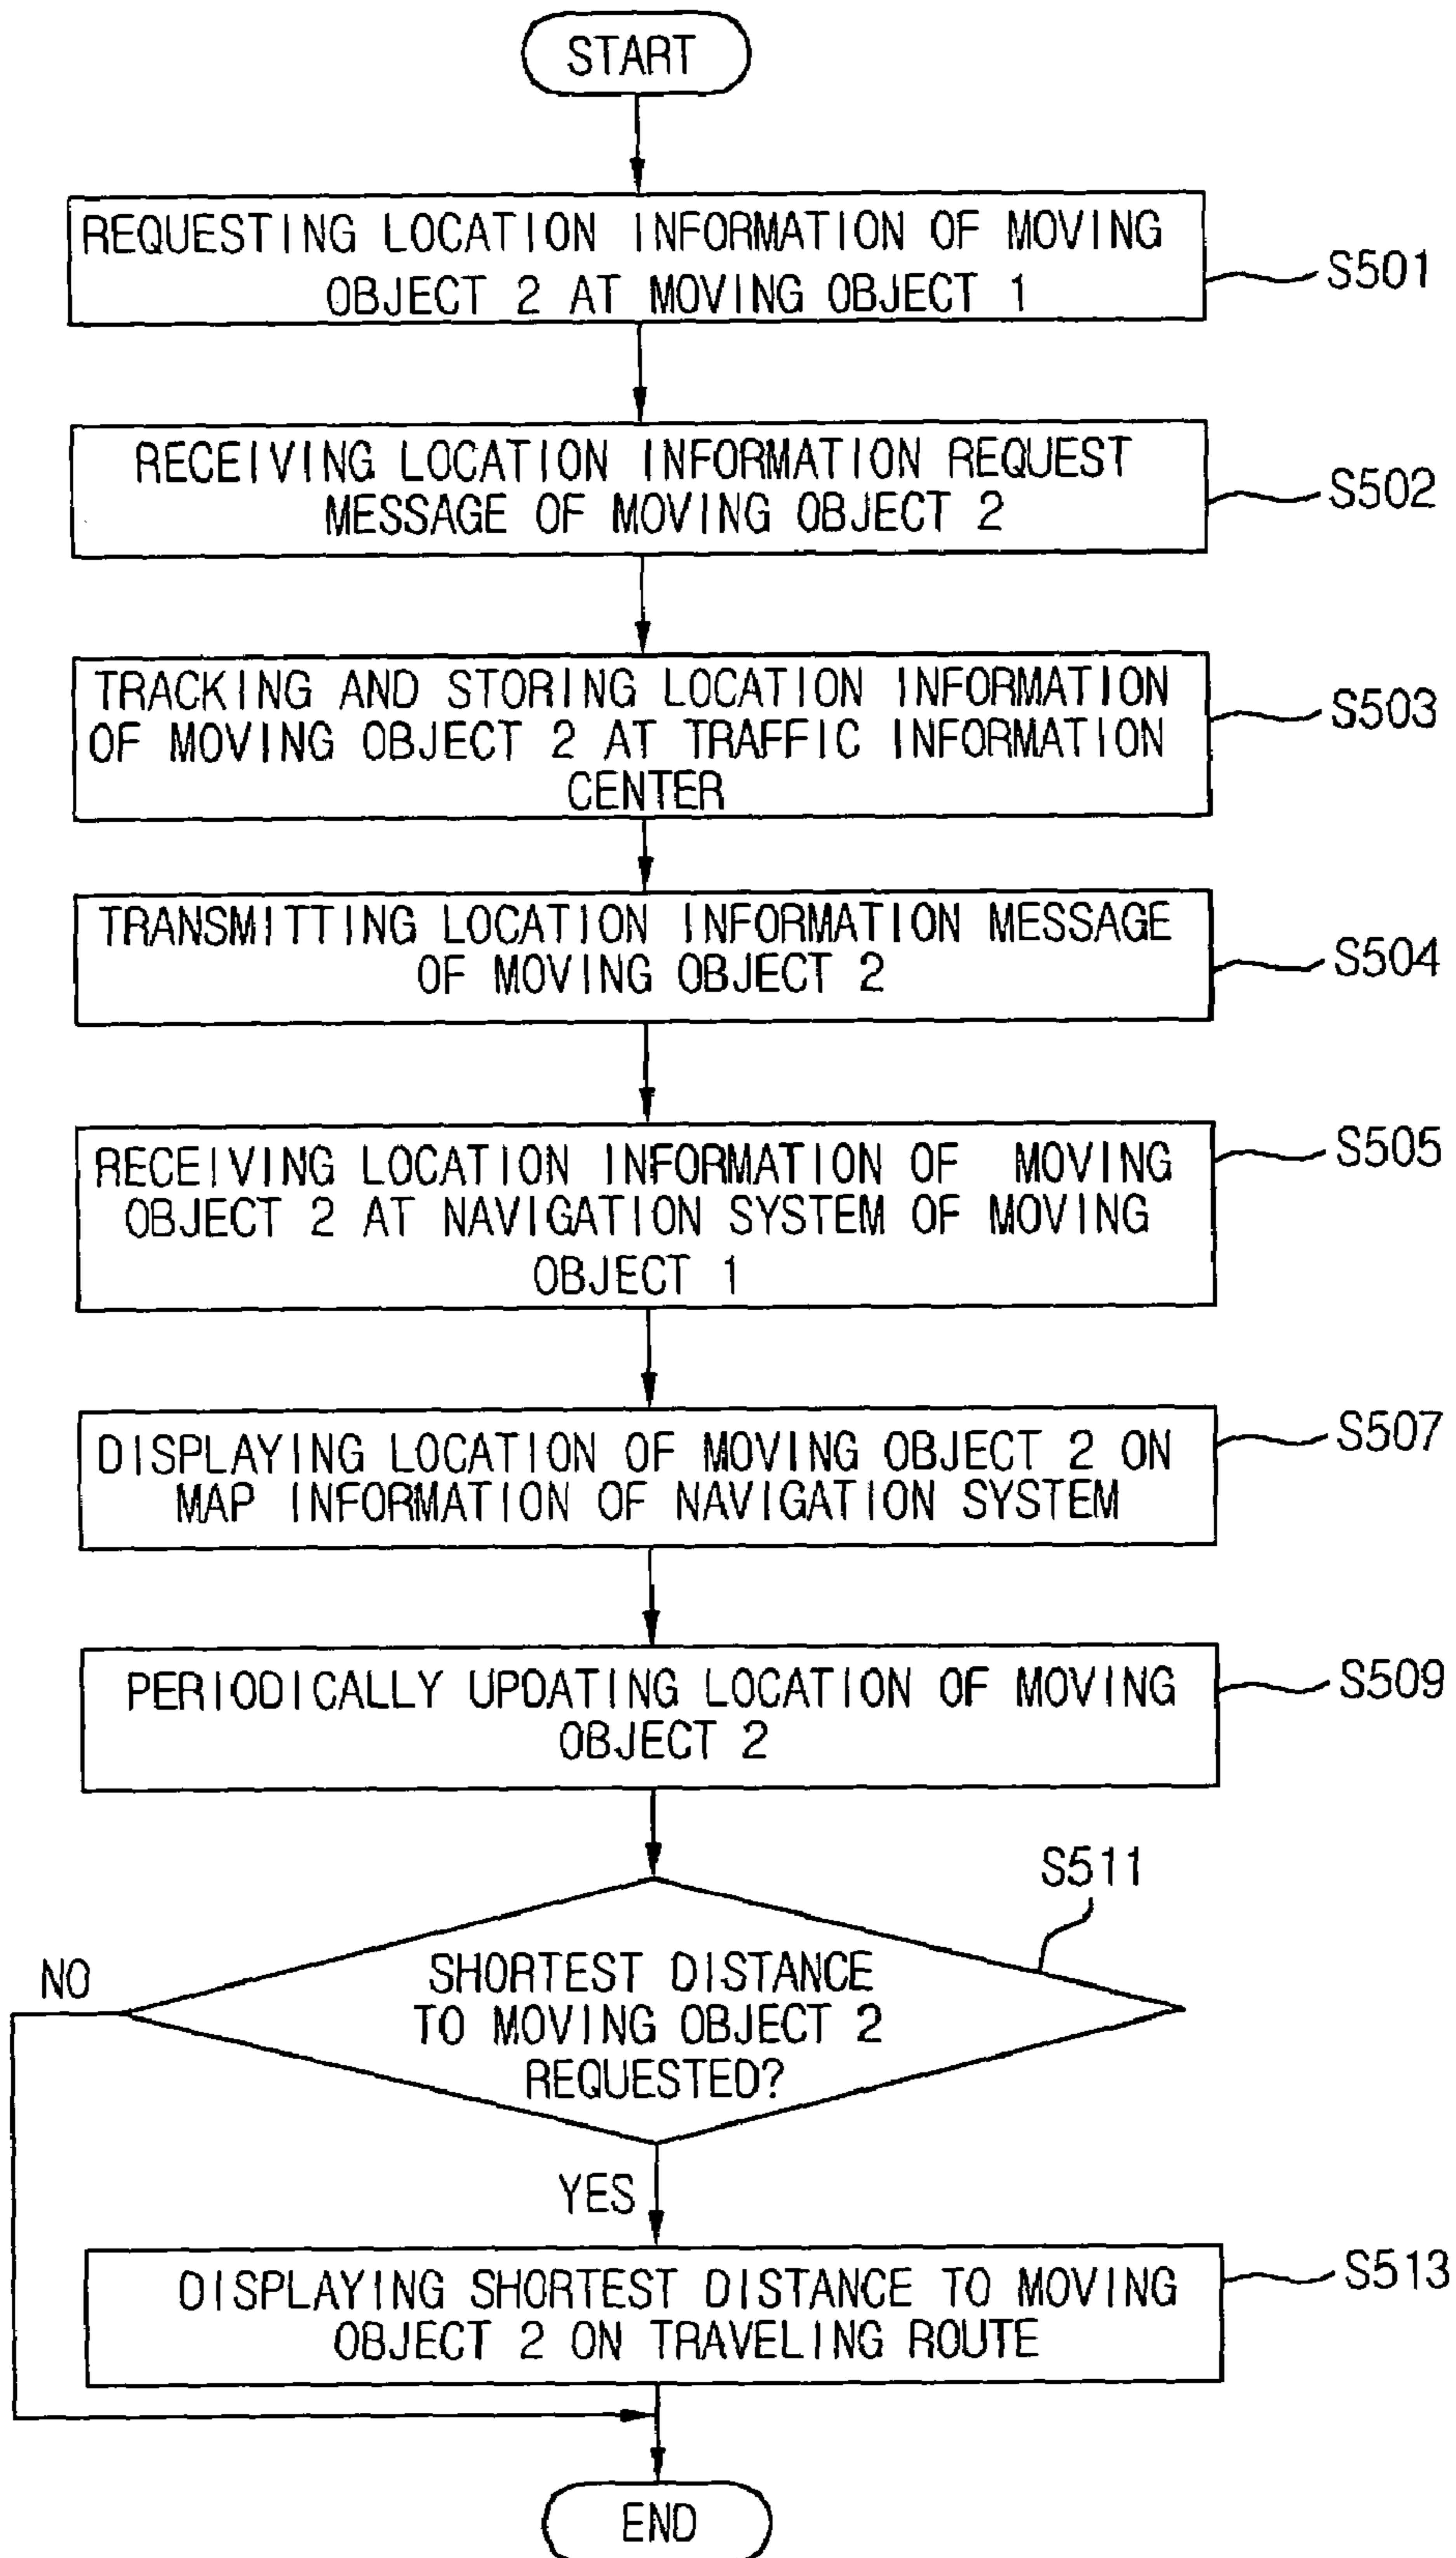 START
REQUESTING LOCATION INFORMATION OF MOVING
OBJECT 2 AT MOVING OBJECT 1
S501
RECEIVING LOCATION INFORMATION REQUEST
MESSAGE OF MOVING OBJECT 2
S502
TRACKING AND STORING LOCATION INFORMATION
OF MOVING OBJECT 2 AT TRAFFIC INFORMATION
CENTER
S503
TRANSMITTING LOCATION INFORMATION MESSAGE
OF MOVING OBJECT 2
S504
RECEIVING LOCATION INFORMATION OF MOVING
OBJECT 2 AT NAVIGATION SYSTEM OF MOVING
OBJECT 1
S505
DISPLAYING LOCATION OF MOVING OBJECT 2 ON
MAP INFORMATION OF NAVIGATION SYSTEM
S507
PERIODICALLY UPDATING LOCATION OF MOVING
OBJECT 2
S509
S511
NO
SHORTEST DISTANCE
TO MOVING OBJECT 2
REQUESTED?
YES
DISPLAYING SHORTEST DISTANCE TO MOVING
OBJECT 2 ON TRAVELING ROUTE
S513
END